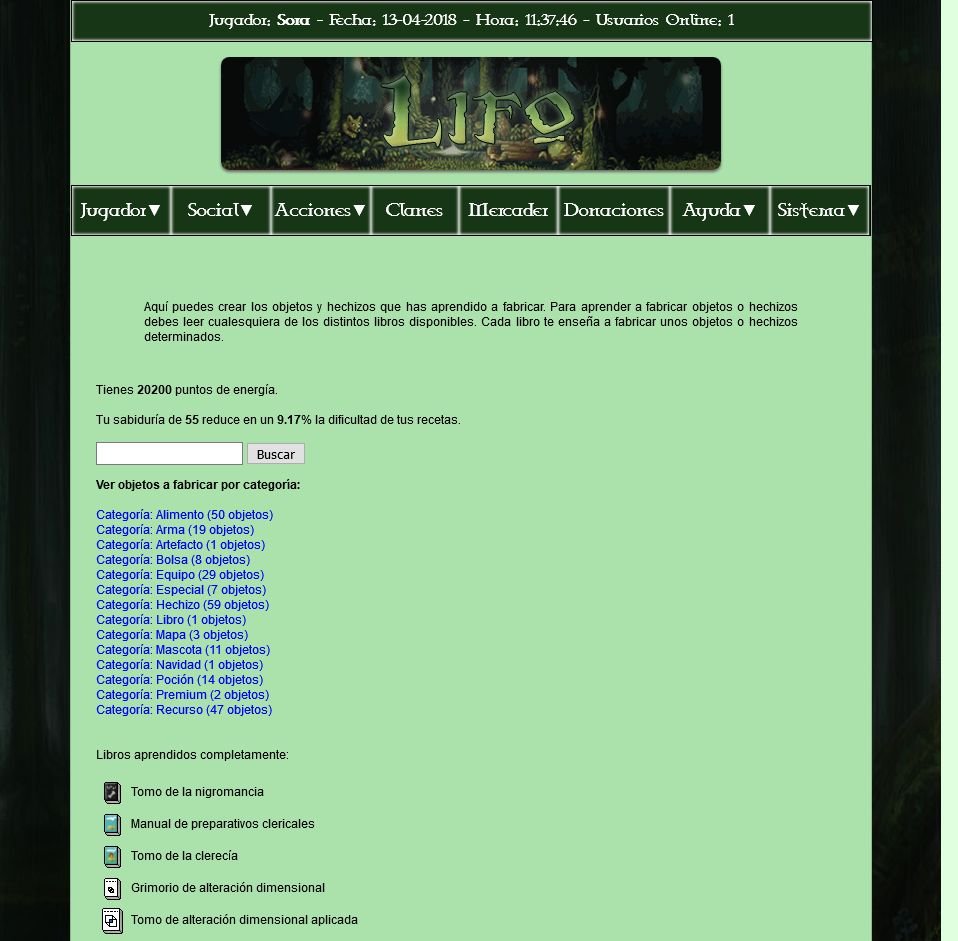 Jugador: Sora - Fecha: 13-04-2018 - Hora: 11:37:46 - Usuarios Online: 1
Lifo
Jugador▼ Social▼ Acciones▼ Clanes Mercader Donaciones Ayuda▼ Sistema▼
Aquí puedes crear los objetos y hechizos que has aprendido a fabricar. Para aprender a fabricar objetos o hechizos
debes leer cualesquiera de los distintos libros disponibles. Cada libro te enseña a fabricar unos objetos o hechizos
determinados.
Tienes 20200 puntos de energía.
Tu sabiduría de 55 reduce en un 9.17% la dificultad de tus recetas.
Buscar
Ver objetos a fabricar por categoría:
Categoría: Alimento (50 objetos)
Categoría: Arma (19 objetos)
Categoría: Artefacto (1 objetos)
Categoría: Bolsa (8 objetos)
Categoría: Equipo (29 objetos)
Categoría: Especial (7 objetos)
Categoría: Hechizo (59 objetos)
Categoría: Libro (1 objetos)
Categoría: Mapa (3 objetos)
Categoría: Mascota (11 objetos)
Categoría: Navidad (1 objetos)
Categoría: Poción (14 objetos)
Categoría: Premium (2 objetos)
Categoría: Recurso (47 objetos)
Libros aprendidos completamente:
Tomo de la nigromancia
Manual de preparativos clericales
Tomo de la clerecía
Grimorio de alteración dimensional
Tomo de alteración dimensional aplicada